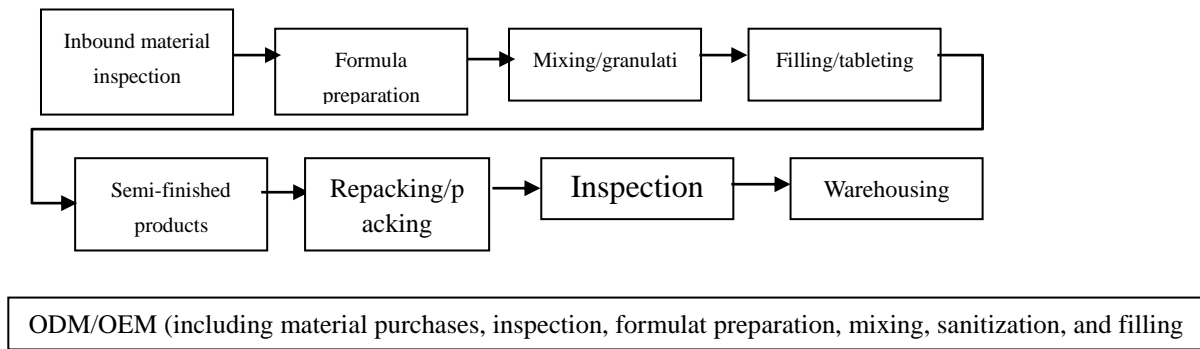 Inbound material
inspection
Formula
preparation
Mixing/granulati
Filling/tableting
Semi-finished
products
Repacking/p
acking
Inspection
Warehousing
ODM/OEM (including material purchases, inspection, formulat preparation, mixing, sanitization, and filling